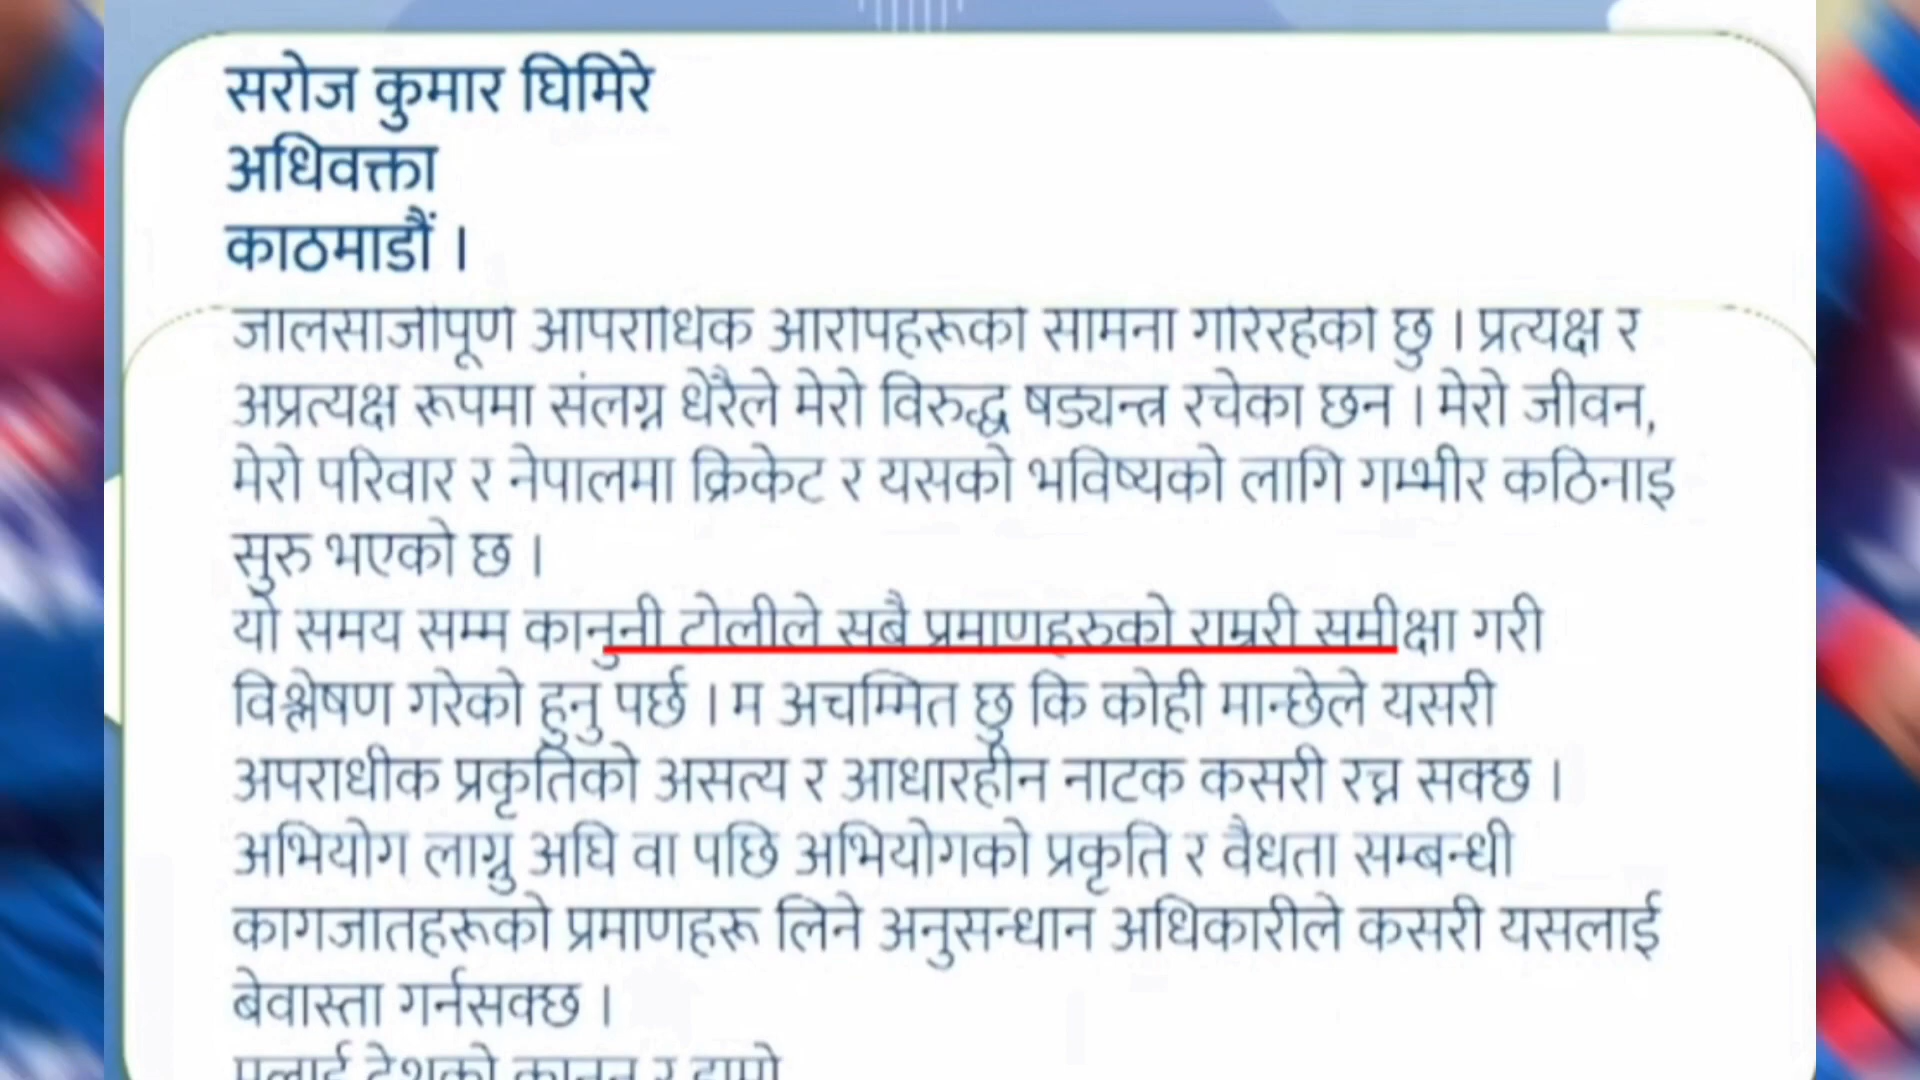 सरोज कुमार घिमिरे
अधिवक्ता
काठमाडौं ।
जालसाजीपूर्ण आपराधिक आरोपहरूको सामना गरिरहेको छु । प्रत्यक्ष र
अप्रत्यक्ष रूपमा संलग्न धेरैले मेरो विरुद्ध षड्यन्त्र रचेका छन । मेरो जीवन,
मेरो परिवार र नेपालमा क्रिकेट र यसको भविष्यको लागि गम्भीर कठिनाइ
सुरु भएको छ ।
यो समय सम्म कानुनी टोलीले सबै प्रमाणहरुको राम्ररी समीक्षा गरी
विश्लेषण गरेको हुनु पर्छ । म अचम्मित छु कि कोही मान्छेले यसरी
अपराधीक प्रकृतिको असत्य र आधारहीन नाटक कसरी रच्न सक्छ ।
अभियोग लाग्नु अघि वा पछि अभियोगको प्रकृति र वैधता सम्बन्धी
कागजातहरूको प्रमाणहरू लिने अनुसन्धान अधिकारीले कसरी यसलाई
बेवास्ता गर्नसक्छ ।
मलाई देशको कानून र हाम्रो